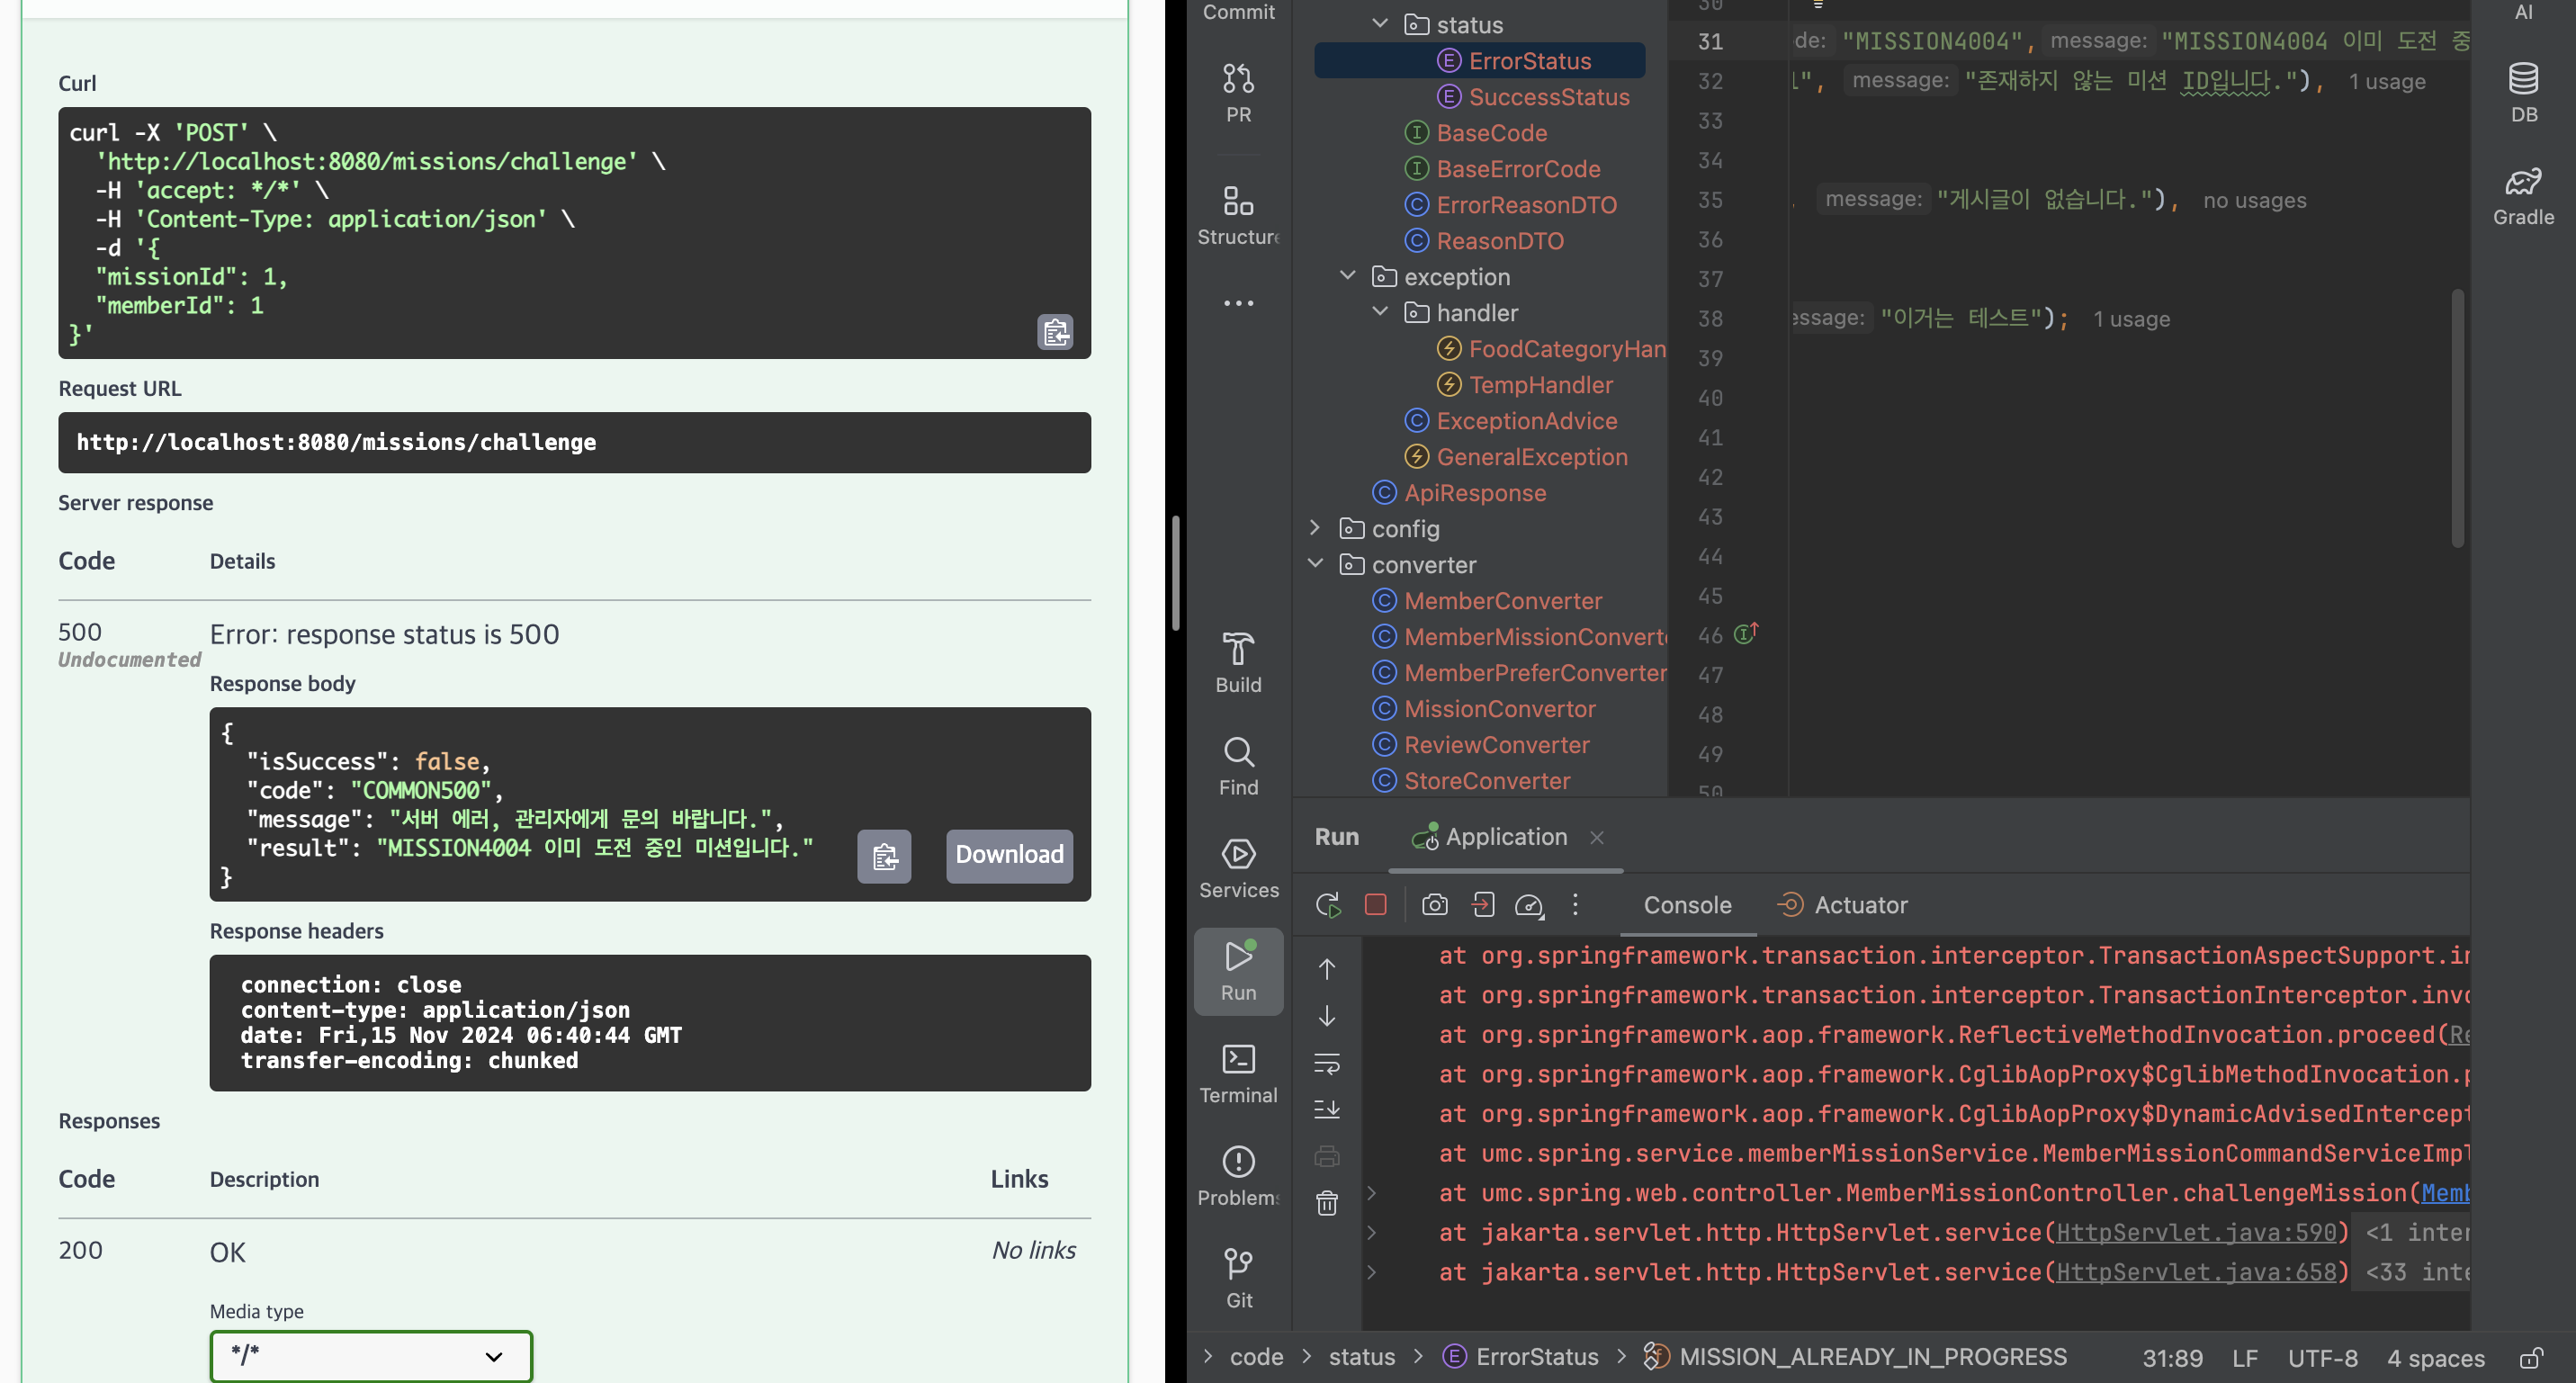 Curl
curl -X 'POST' \
'http://localhost:8080/missions/challenge' \
-H 'accept: */*' \
-H 'Content-Type: application/json' \
-d '{
"missionId": 1,
"memberId": 1
}'
Request URL
http://localhost:8080/missions/challenge
Server response
Code Details
500 Error: response status is 500
Undocumented
Response body
{
"isSuccess": false,
"code": "COMMON500",
"message": "서버 에러, 관리자에게 문의 바랍니다.",
"result": "MISSION4004 이미 도전 중인 미션입니다."
}
Download
Response headers
connection: close
content-type: application/json
date: Fri,15 Nov 2024 06:40:44 GMT
transfer-encoding: chunked
Responses
Code Description Links
200 OK No links
Media type
*/*
Commit
PR
Structure
Build
Find
Services
Run
Terminal
Problems
Git
status
ErrorStatus
SuccessStatus
BaseCode
BaseErrorCode
ErrorReasonDTO
ReasonDTO
exception
handler
FoodCategoryHan
TempHandler
ExceptionAdvice
GeneralException
ApiResponse
config
converter
MemberConverter
MemberMissionConverte
MemberPreferConverter
MissionConvertor
ReviewConverter
StoreConverter
30
31 de: "MISSION4004", message: "MISSION4004 이미 도전 중
32 1", message: "존재하지 않는 미션 ID입니다."), 1 usage
33
34
35 , message: "게시글이 없습니다."), no usages
36
37
38 essage: "이거는 테스트"); 1 usage
39
40
41
42
43
44
45
46
47
48
49
50
AI
DB
Gradle
Run Application
Console Actuator
at org.springframework.transaction.interceptor.TransactionAspectSupport.in
at org.springframework.transaction.interceptor.TransactionInterceptor.invo
at org.springframework.aop.framework.ReflectiveMethodInvocation.proceed(Re
at org.springframework.aop.framework.CglibAopProxy$CglibMethodInvocation.p
at org.springframework.aop.framework.CglibAopProxy$DynamicAdvisedIntercept
at umc.spring.service.memberMissionService.MemberMissionCommandServiceImpl
at umc.spring.web.controller.MemberMissionController.challengeMission(Memb
at jakarta.servlet.http.HttpServlet.service(HttpServlet.java:590) <1 inter
at jakarta.servlet.http.HttpServlet.service(HttpServlet.java:658) <33 inte
code > status > ErrorStatus > MISSION_ALREADY_IN_PROGRESS 31:89 LF UTF-8 4 spaces